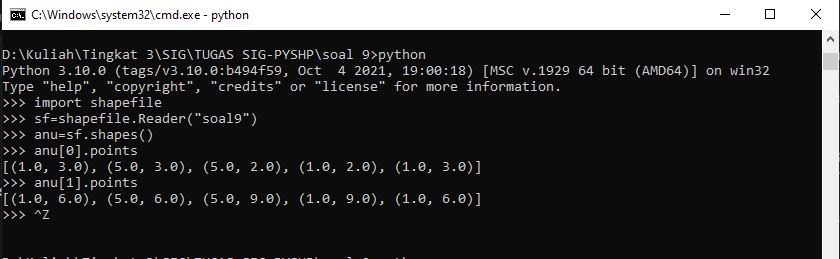 C:\Windows\system32\cmd.exe - python
D:\Kuliah\Tingkat 3\SIG\TUGAS SIG-PYSHP\soal 9>python
Python 3.10.0 (tags/v3.10.0:b494f59, Oct  4 2021, 19:00:18) [MSC v.1929 64 bit (AMD64)] on win32
Type "help", "copyright", "credits" or "license" for more information.
>>> import shapefile
>>> sf=shapefile.Reader("soal9")
>>> anu=sf.shapes()
>>> anu[0].points
[(1.0, 3.0), (5.0, 3.0), (5.0, 2.0), (1.0, 2.0), (1.0, 3.0)]
>>> anu[1].points
[(1.0, 6.0), (5.0, 6.0), (5.0, 9.0), (1.0, 9.0), (1.0, 6.0)]
>>> ^Z